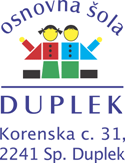 osnovna šola
DUPLEK
Korenska c. 31,
2241 Sp. Duplek